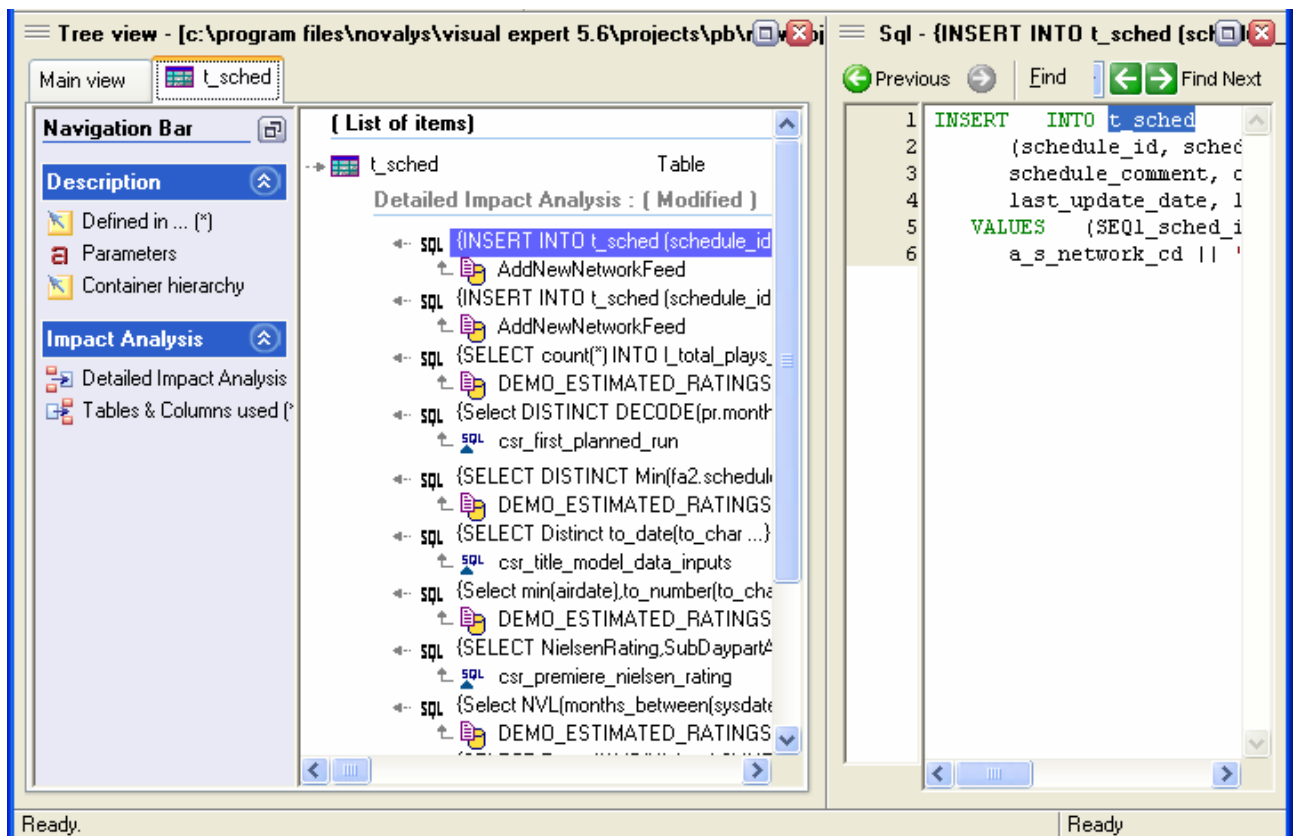 Tree view - [c:\program files\novalys\visual expert 5.6\projects\pb\
Main view
t_sched
Navigation Bar
Description
Defined in ... (*)
Parameters
Container hierarchy
Impact Analysis
Detailed Impact Analysis
Tables & Columns used (*
( List of items)
t_sched Table
Detailed Impact Analysis : ( Modified )
SQL {INSERT INTO t_sched (schedule_id
AddNewNetworkFeed
SQL {INSERT INTO t_sched (schedule_id
AddNewNetworkFeed
SQL {SELECT count(*) INTO l_total_plays_
DEMO_ESTIMATED_RATINGS
SQL {Select DISTINCT DECODE(pr.month
SQL csr_first_planned_run
SQL {SELECT DISTINCT Min(fa2.schedul
DEMO_ESTIMATED_RATINGS
SQL {SELECT Distinct to_date(to_char ...}
SQL csr_title_model_data_inputs
SQL {Select min(airdate),to_number(to_cha
DEMO_ESTIMATED_RATINGS
SQL {SELECT NielsenRating,SubDaypartA
SQL csr_premiere_nielsen_rating
SQL {Select NVL(months_between(sysdate
DEMO_ESTIMATED_RATINGS
Ready.
Sql - {INSERT INTO t_sched (sch
Previous Find Find Next
1 INSERT INTO t_sched
2 (schedule_id, sched
3 schedule_comment, c
4 last_update_date, l
5 VALUES (SEQ1_sched_i
6 a_s_network_cd || '
Ready